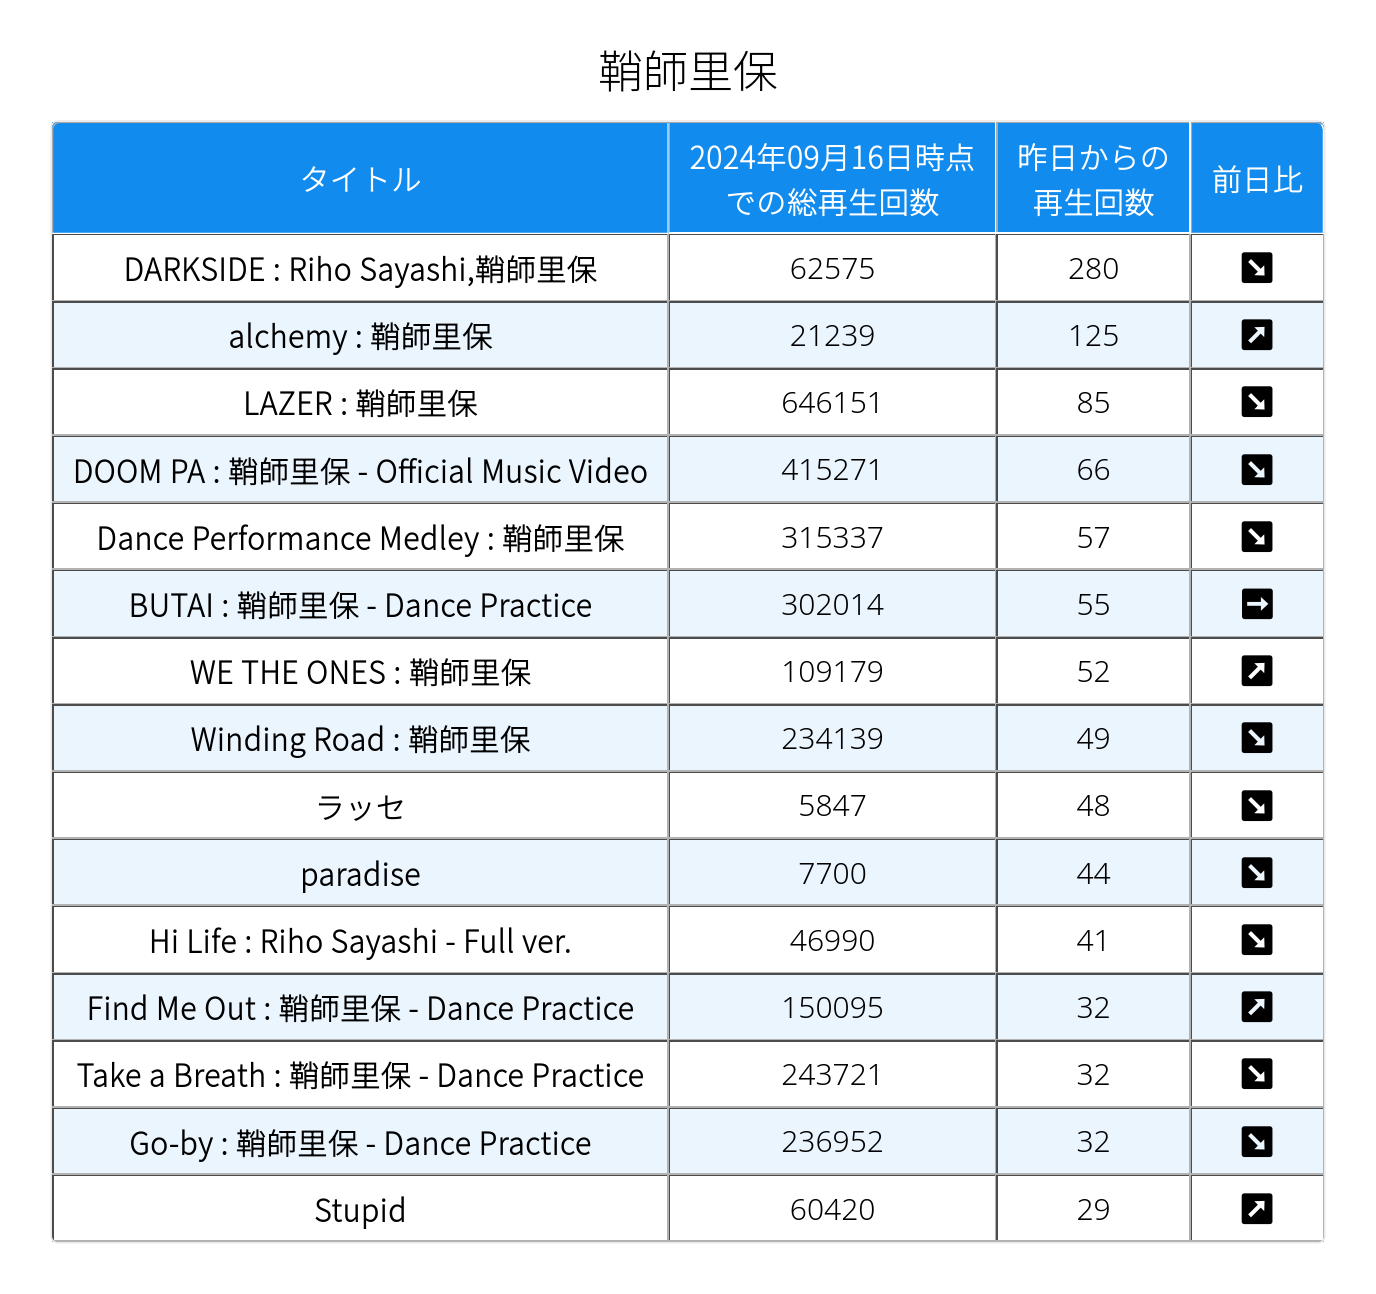 鞘師里保
タイトル
2024年09月16日時点
での総再生回数
昨日からの
再生回数
前日比
DARKSIDE : Riho Sayashi,鞘師里保 62575 280 ↘
alchemy : 鞘師里保 21239 125 ↗
LAZER : 鞘師里保 646151 85 ↘
DOOM PA : 鞘師里保 - Official Music Video 415271 66 ↘
Dance Performance Medley : 鞘師里保 315337 57 ↘
BUTAI : 鞘師里保 - Dance Practice 302014 55 →
WE THE ONES : 鞘師里保 109179 52 ↗
Winding Road : 鞘師里保 234139 49 ↘
ラッセ 5847 48 ↘
paradise 7700 44 ↘
Hi Life : Riho Sayashi - Full ver. 46990 41 ↘
Find Me Out : 鞘師里保 - Dance Practice 150095 32 ↗
Take a Breath : 鞘師里保 - Dance Practice 243721 32 ↘
Go-by : 鞘師里保 - Dance Practice 236952 32 ↘
Stupid 60420 29 ↗